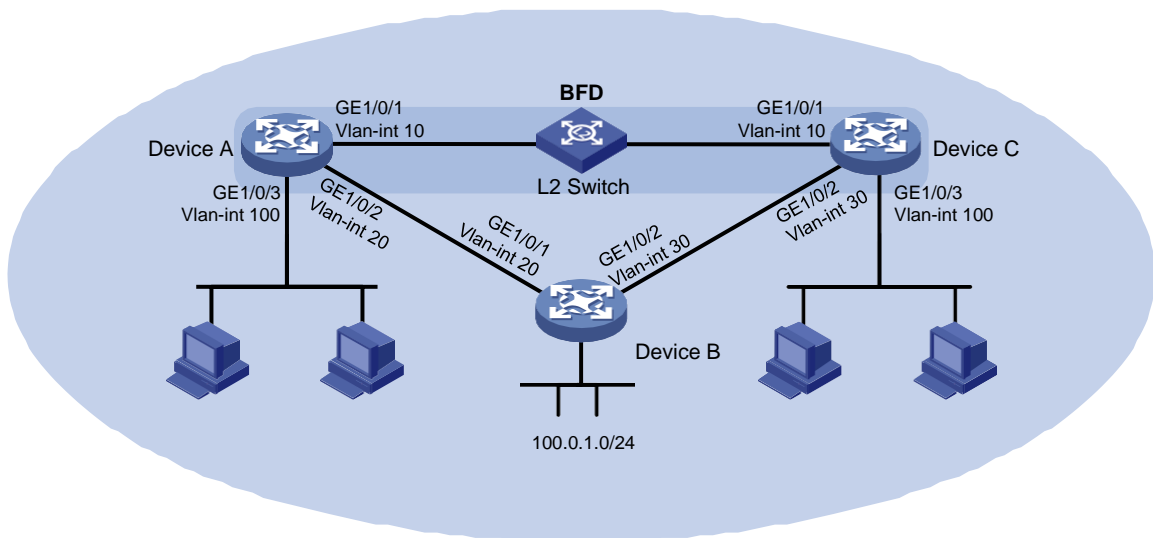 BFD
GE1/0/1
Vlan-int 10
GE1/0/1
Vlan-int 10
Device A
L2 Switch
Device C
GE1/0/3
Vlan-int 100
GE1/0/2
Vlan-int 20
GE1/0/1
Vlan-int 20
GE1/0/2
Vlan-int 30
GE1/0/2
Vlan-int 30
GE1/0/3
Vlan-int 100
Device B
100.0.1.0/24